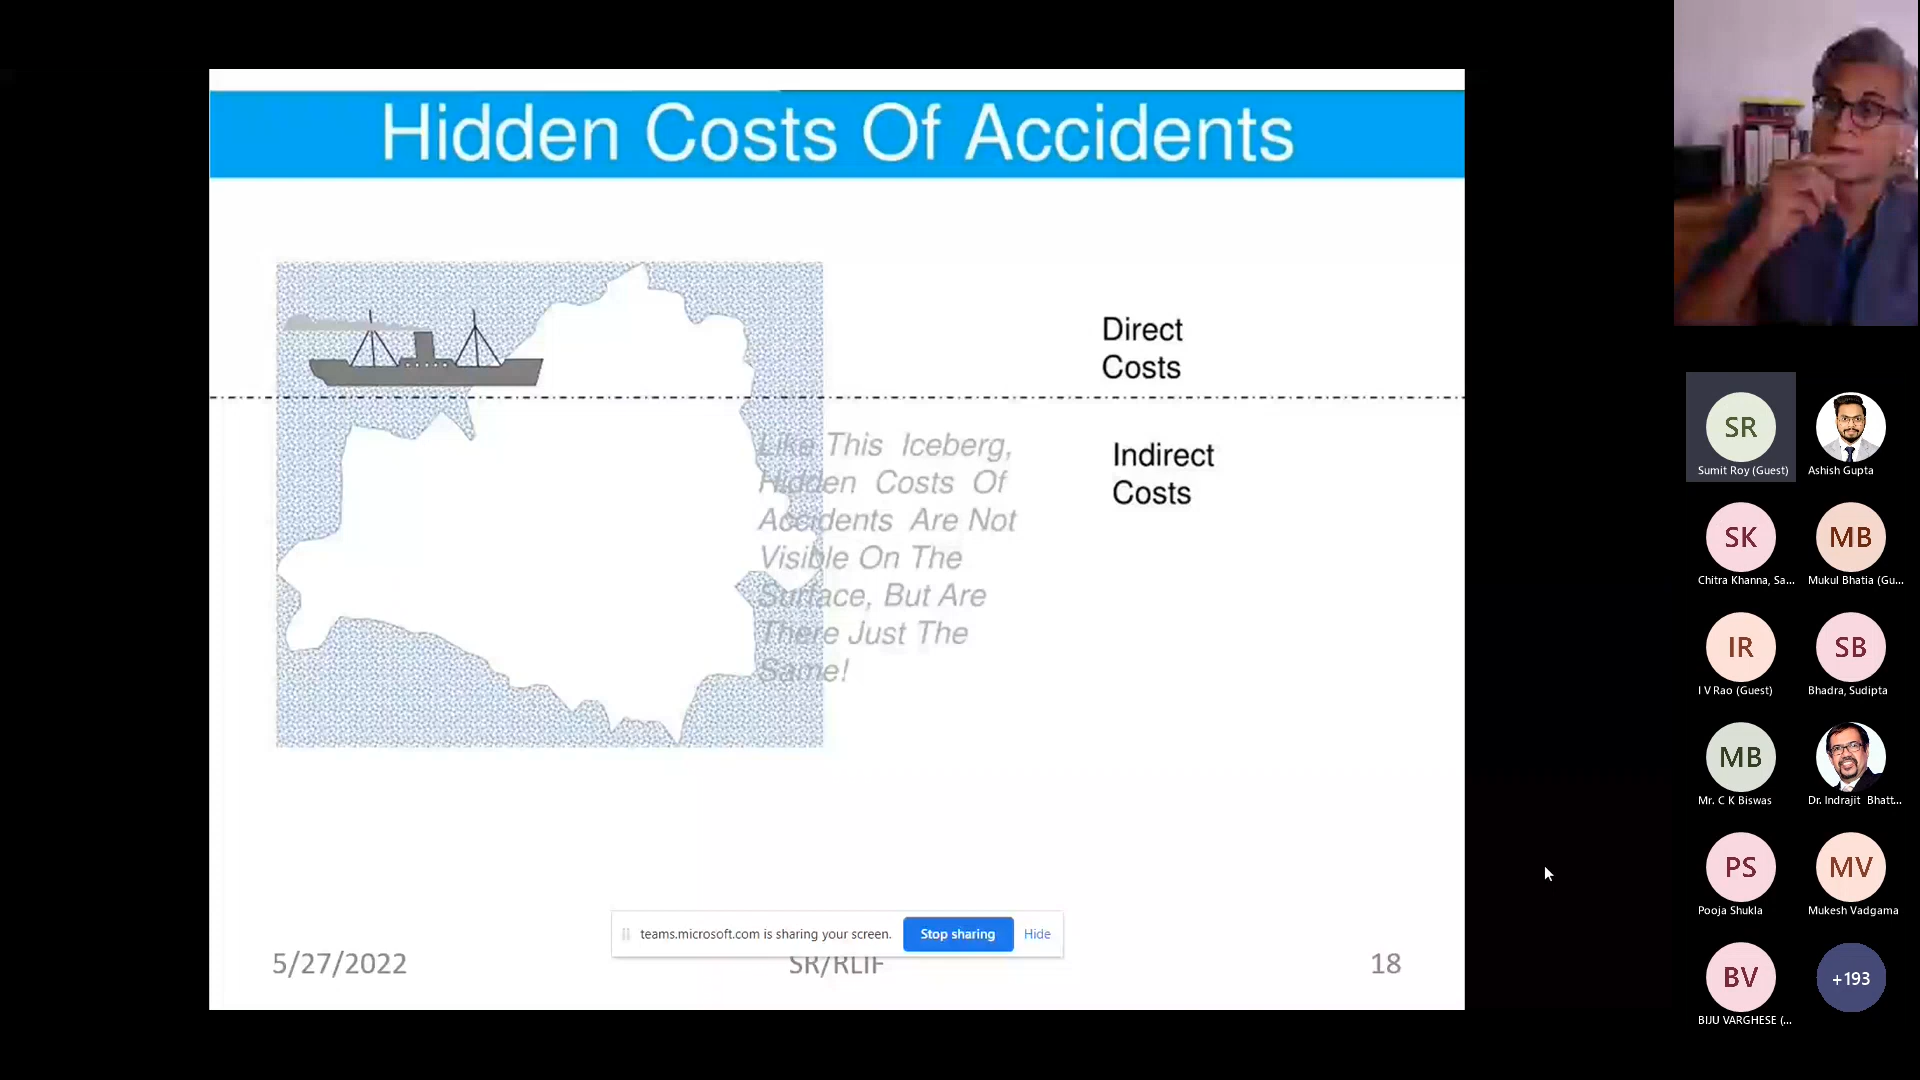 Hidden Costs Of Accidents
Direct
Costs
Like This Iceberg,
Hidden Costs Of
Accidents Are Not
Visible On The
Surface, But Are
There Just The
Same!
Indirect
Costs
teams.microsoft.com is sharing your screen.
Stop sharing
Hide
5/27/2022
SR/RLIF
18
SR
Sumit Roy (Guest)
Ashish Gupta
SK
Chitra Khanna, Sa...
MB
Mukul Bhatia (Gu...
IR
I V Rao (Guest)
SB
Bhadra, Sudipta
MB
Mr. C K Biswas
Dr. Indrajit Bhatt...
PS
Pooja Shukla
MV
Mukesh Vadgama
BV
BIJU VARGHESE (...
+193